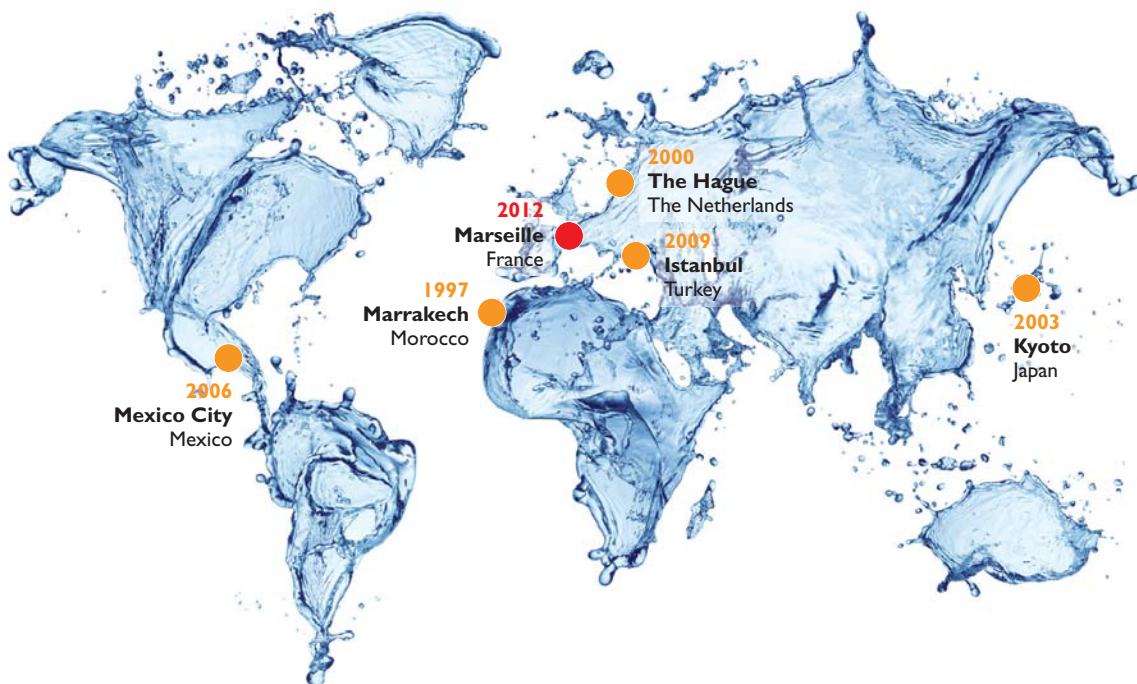 2000
The Hague
The Netherlands
2012
Marseille
France
2009
Istanbul
Turkey
1997
Marrakech
Morocco
2003
Kyoto
Japan
2006
Mexico City
Mexico